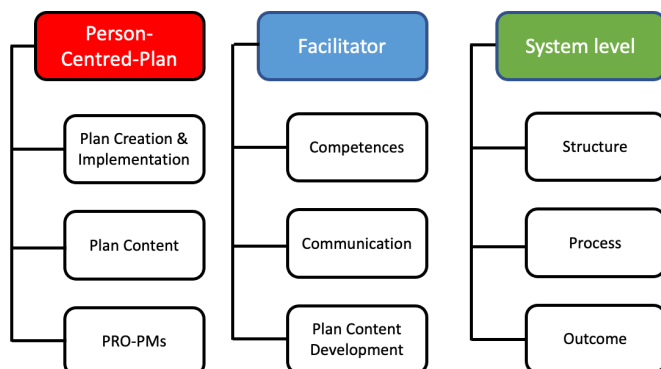 Person-
Centred-Plan
Plan Creation &
Implementation
Plan Content
PRO-PMs
Facilitator
Competences
Communication
Plan Content
Development
System level
Structure
Process
Outcome